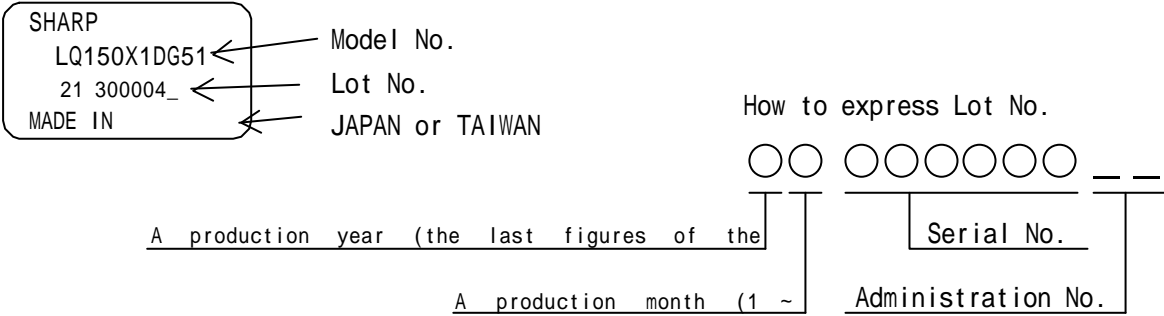 SHARP
LQ150X1DG51
21 300004_
MADE IN
Model No.
Lot No.
JAPAN or TAIWAN
How to express Lot No.
○○ ○○○○○○ _ _
A production year (the last figures of the
Serial No.
A production month (1 ~
Administration No.